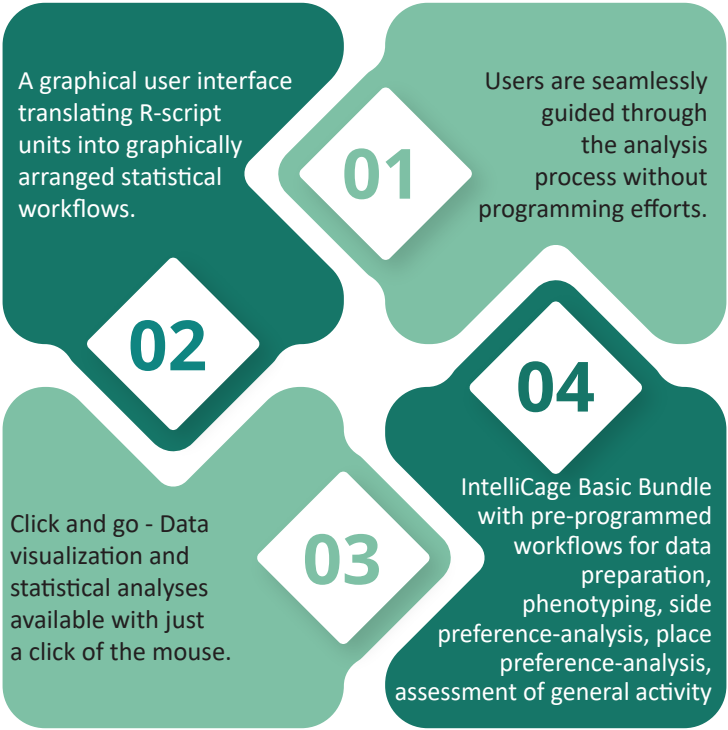 A graphical user interface
translating R-script
units into graphically
arranged statistical
workflows.
02
01
Users are seamlessly
guided through
the analysis
process without
programming efforts.
Click and go - Data
visualization and
statistical analyses
available with just
a click of the mouse.
03
04
IntelliCage Basic Bundle
with pre-programmed
workflows for data
preparation,
phenotyping, side
preference-analysis, place
preference-analysis,
assessment of general activity